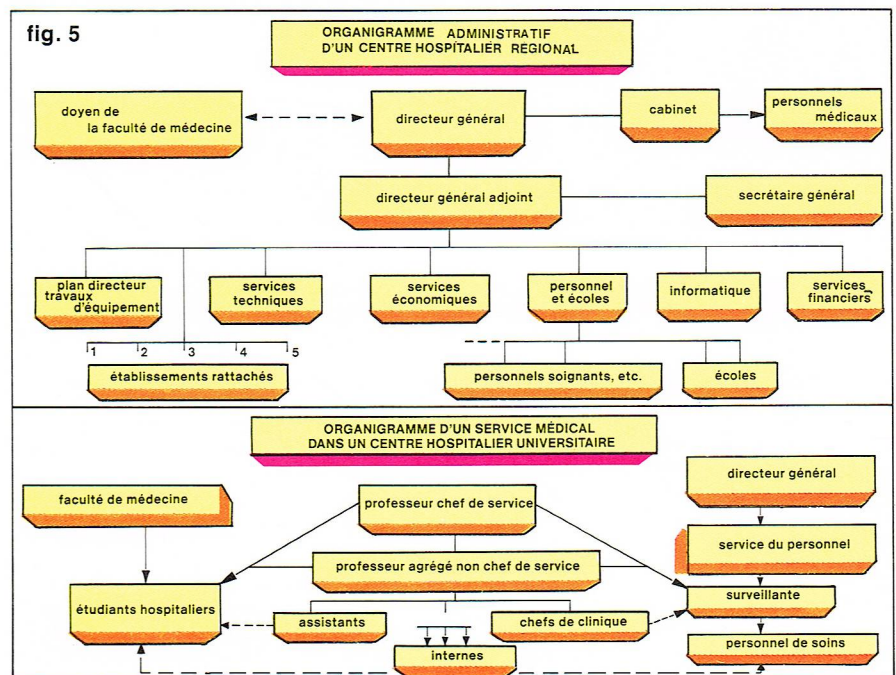 fig. 5
ORGANIGRAMME ADMINISTRATIF
D'UN CENTRE HOSPITALIER RÉGIONAL
doyen de
la faculté de médecine
directeur général
cabinet
personnels
médicaux
directeur général adjoint
secrétaire général
plan directeur
travaux
d'équipement
services
techniques
services
économiques
personnel
et écoles
informatique
services
financiers
1 2 3 4 5
établissements rattachés
personnels soignants, etc.
écoles
ORGANIGRAMME D'UN SERVICE MÉDICAL
DANS UN CENTRE HOSPITALIER UNIVERSITAIRE
faculté de médecine
professeur chef de service
directeur général
professeur agrégé non chef de service
service du personnel
étudiants hospitaliers
assistants
chefs de clinique
surveillante
internes
personnel de soins